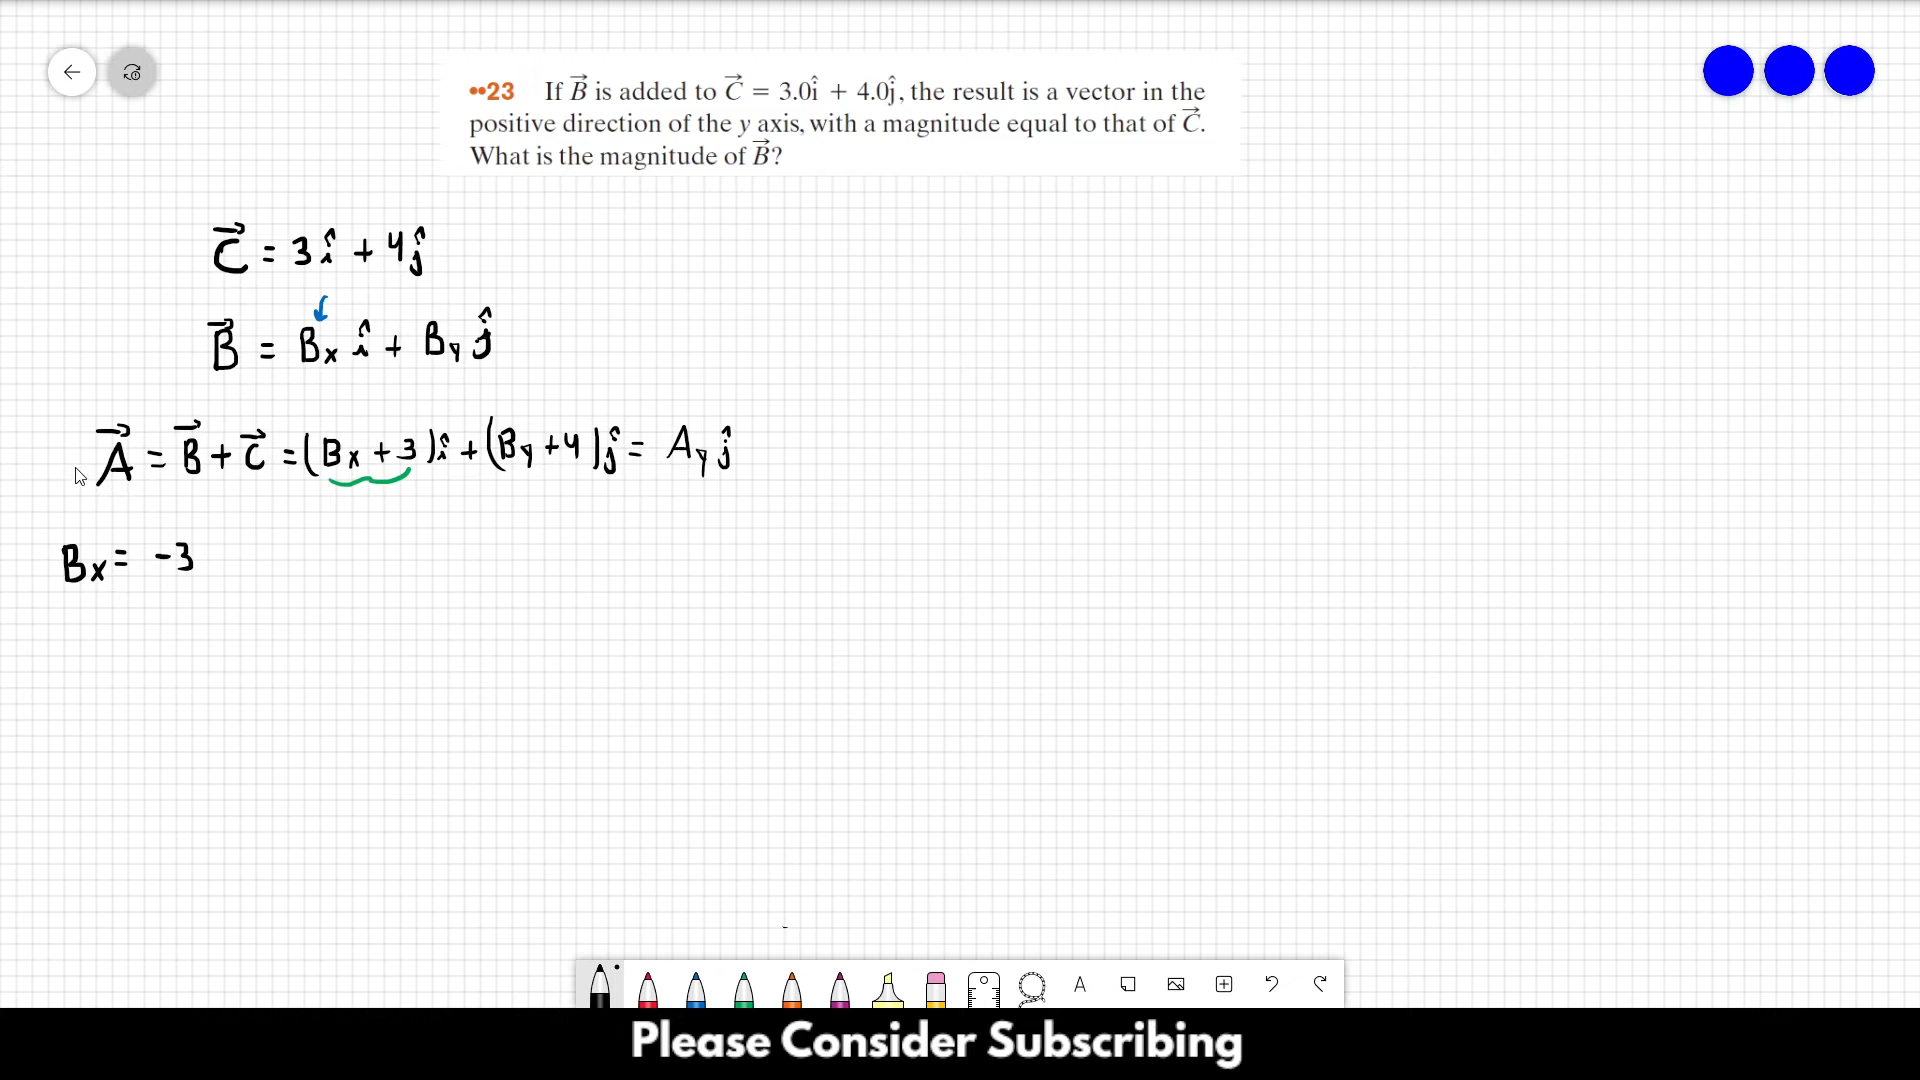 ••23 If B⃗ is added to C⃗ = 3.0î + 4.0ĵ, the result is a vector in the
positive direction of the y axis, with a magnitude equal to that of C⃗.
What is the magnitude of B⃗?
C⃗ = 3î + 4ĵ
B⃗ = Bx î + By ĵ
A⃗ = B⃗ + C⃗ = (Bx + 3)î + (By + 4)ĵ = Ay ĵ
Bx = -3
A
Please Consider Subscribing